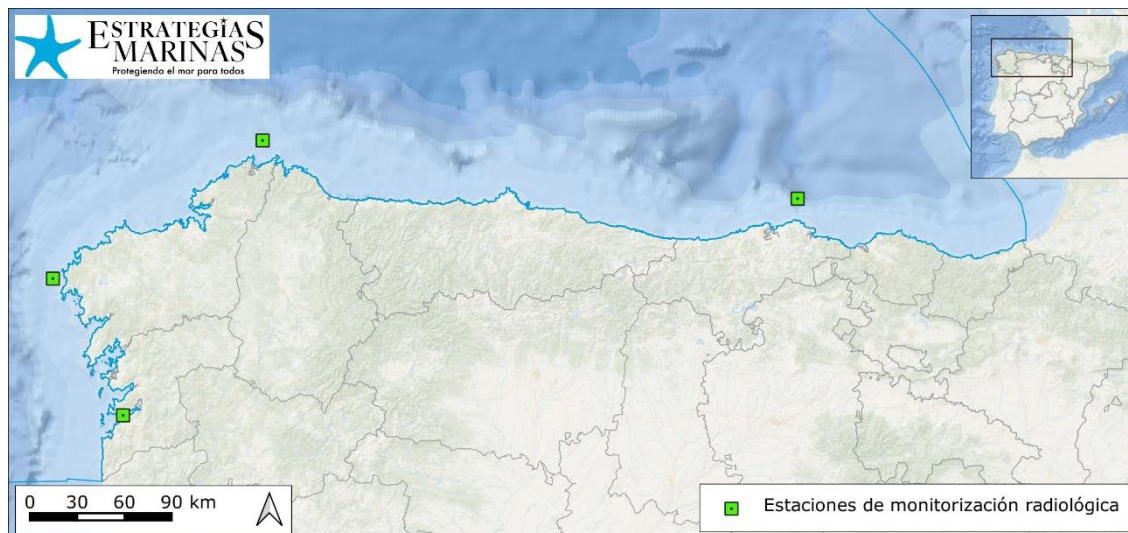 ESTRATEGIAS
MARINAS
Protegiendo el mar para todos
0 30 60 90 km
Estaciones de monitorización radiológica